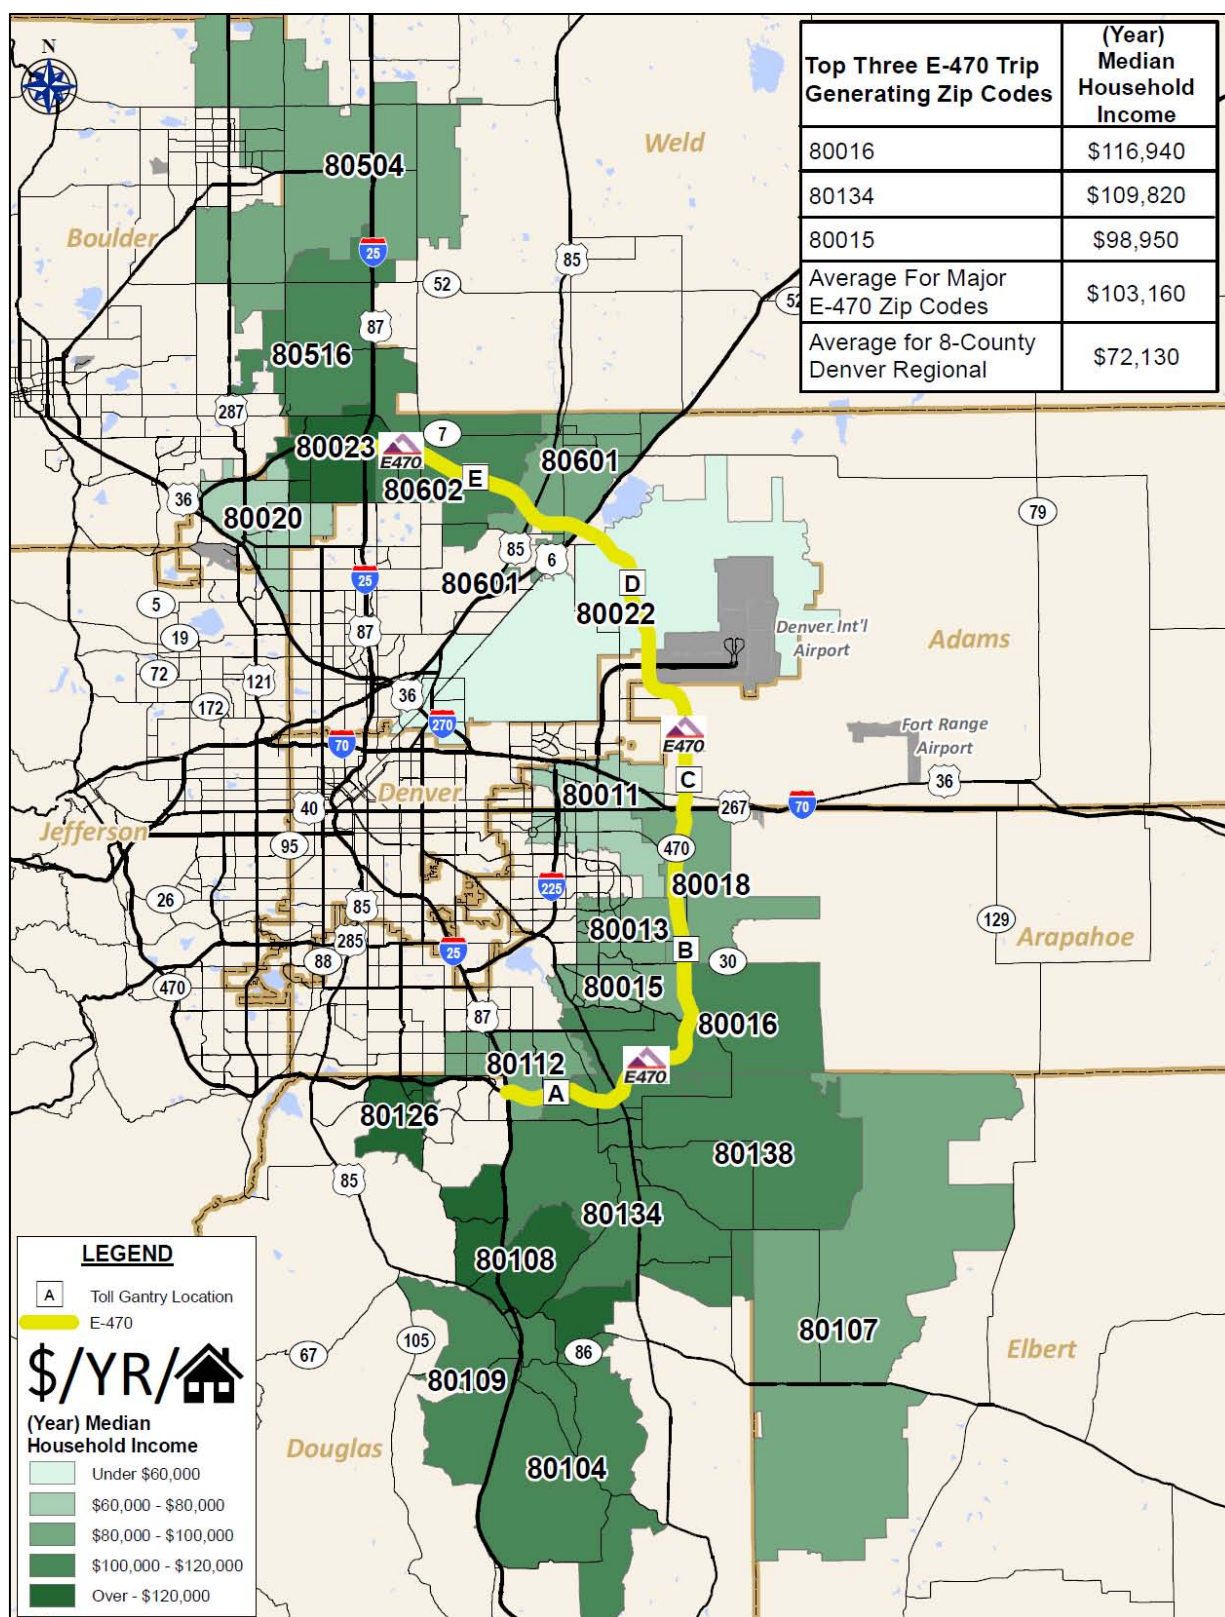 N
Top Three E-470 Trip
Generating Zip Codes
(Year)
Median
Household
Income
80016
$116,940
80134
$109,820
80015
$98,950
Average For Major
E-470 Zip Codes
$103,160
Average for 8-County
Denver Regional
$72,130
Weld
80504
Boulder
25
85
52
52
87
80516
287
7
80023
E470
80602
E
80601
36
80020
79
85
6
25
80601
D
80022
5
87
19
Denver Int'l
Airport
Adams
72
121
36
172
270
E470
Fort Range
Airport
70
C
36
Denver
80011
40
267
70
Jefferson
95
470
225
80018
26
85
129
80013
Arapahoe
285
25
B
88
30
470
80015
87
80016
80112
E470
A
80126
80138
85
80134
80108
80107
105
86
67
Elbert
80109
Douglas
80104
LEGEND
A
Toll Gantry Location
E-470
$/YR/
(Year) Median
Household Income
Under $60,000
$60,000 - $80,000
$80,000 - $100,000
$100,000 - $120,000
Over - $120,000